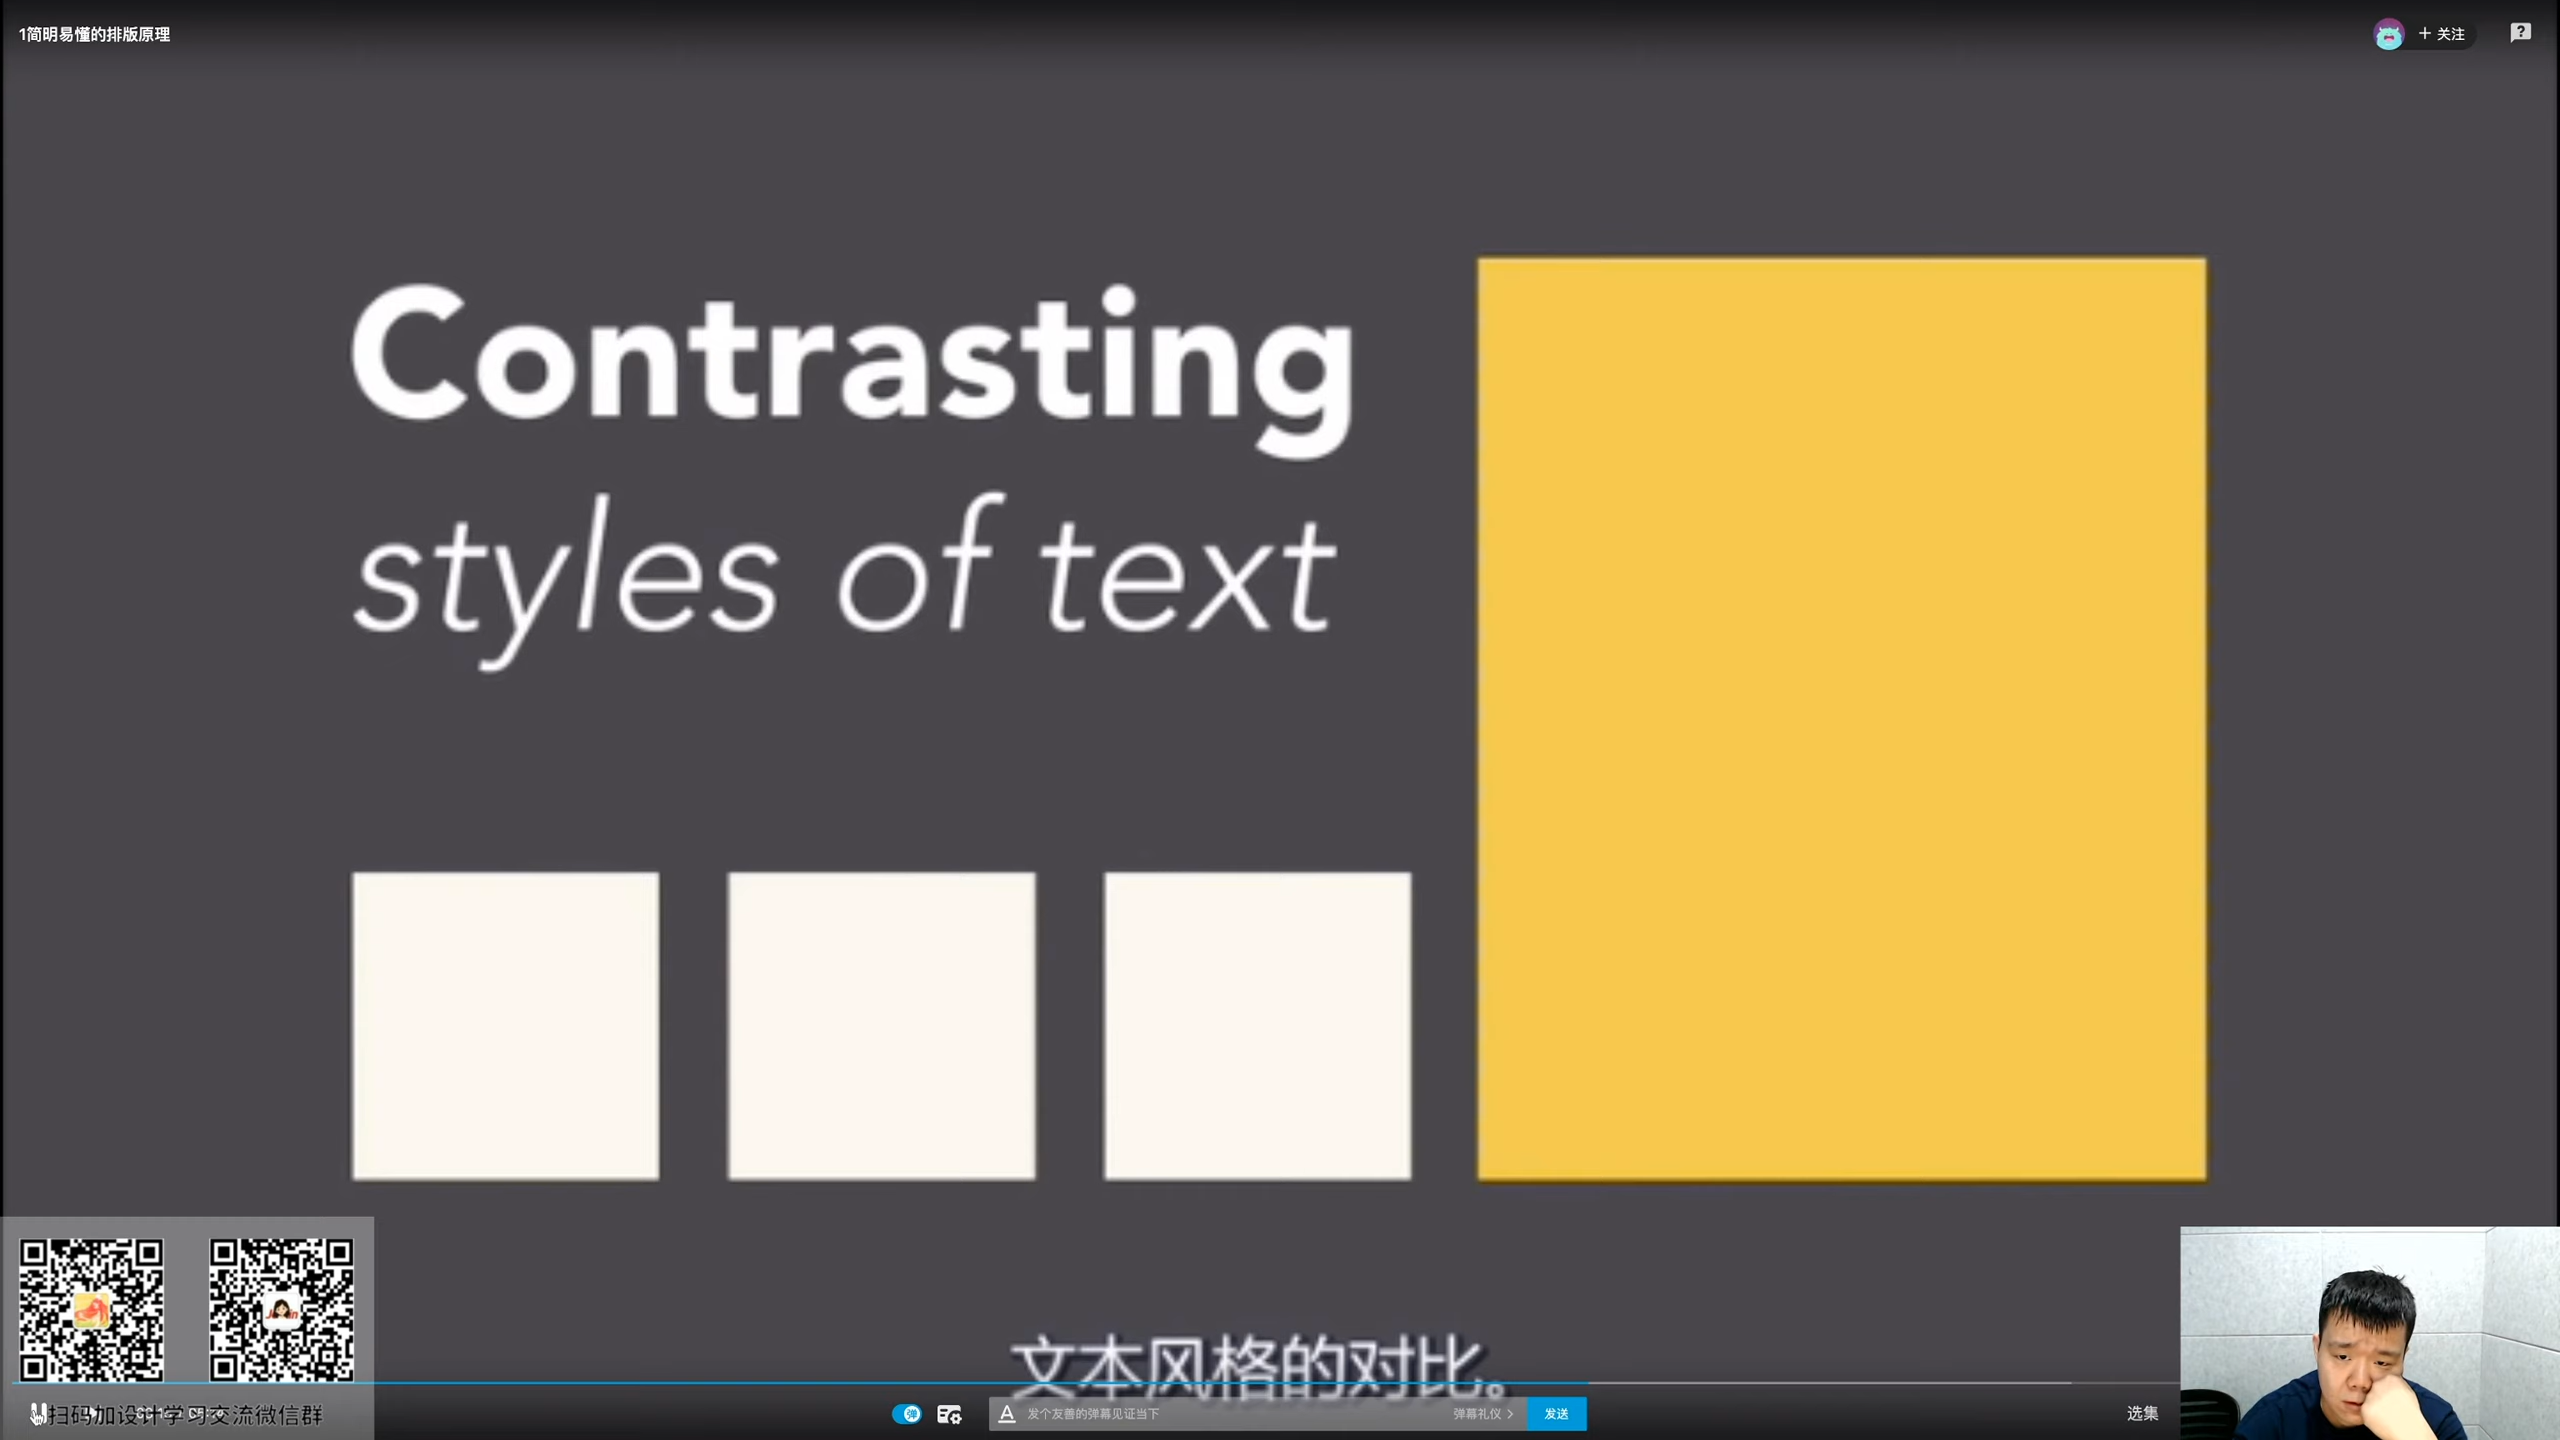 1简明易懂的排版原理
+ 关注
Contrasting
styles of text
文本风格的对比。
扫码加设计学习交流微信群
弹
发个友善的弹幕见证当下
弹幕礼仪 >
发送
选集